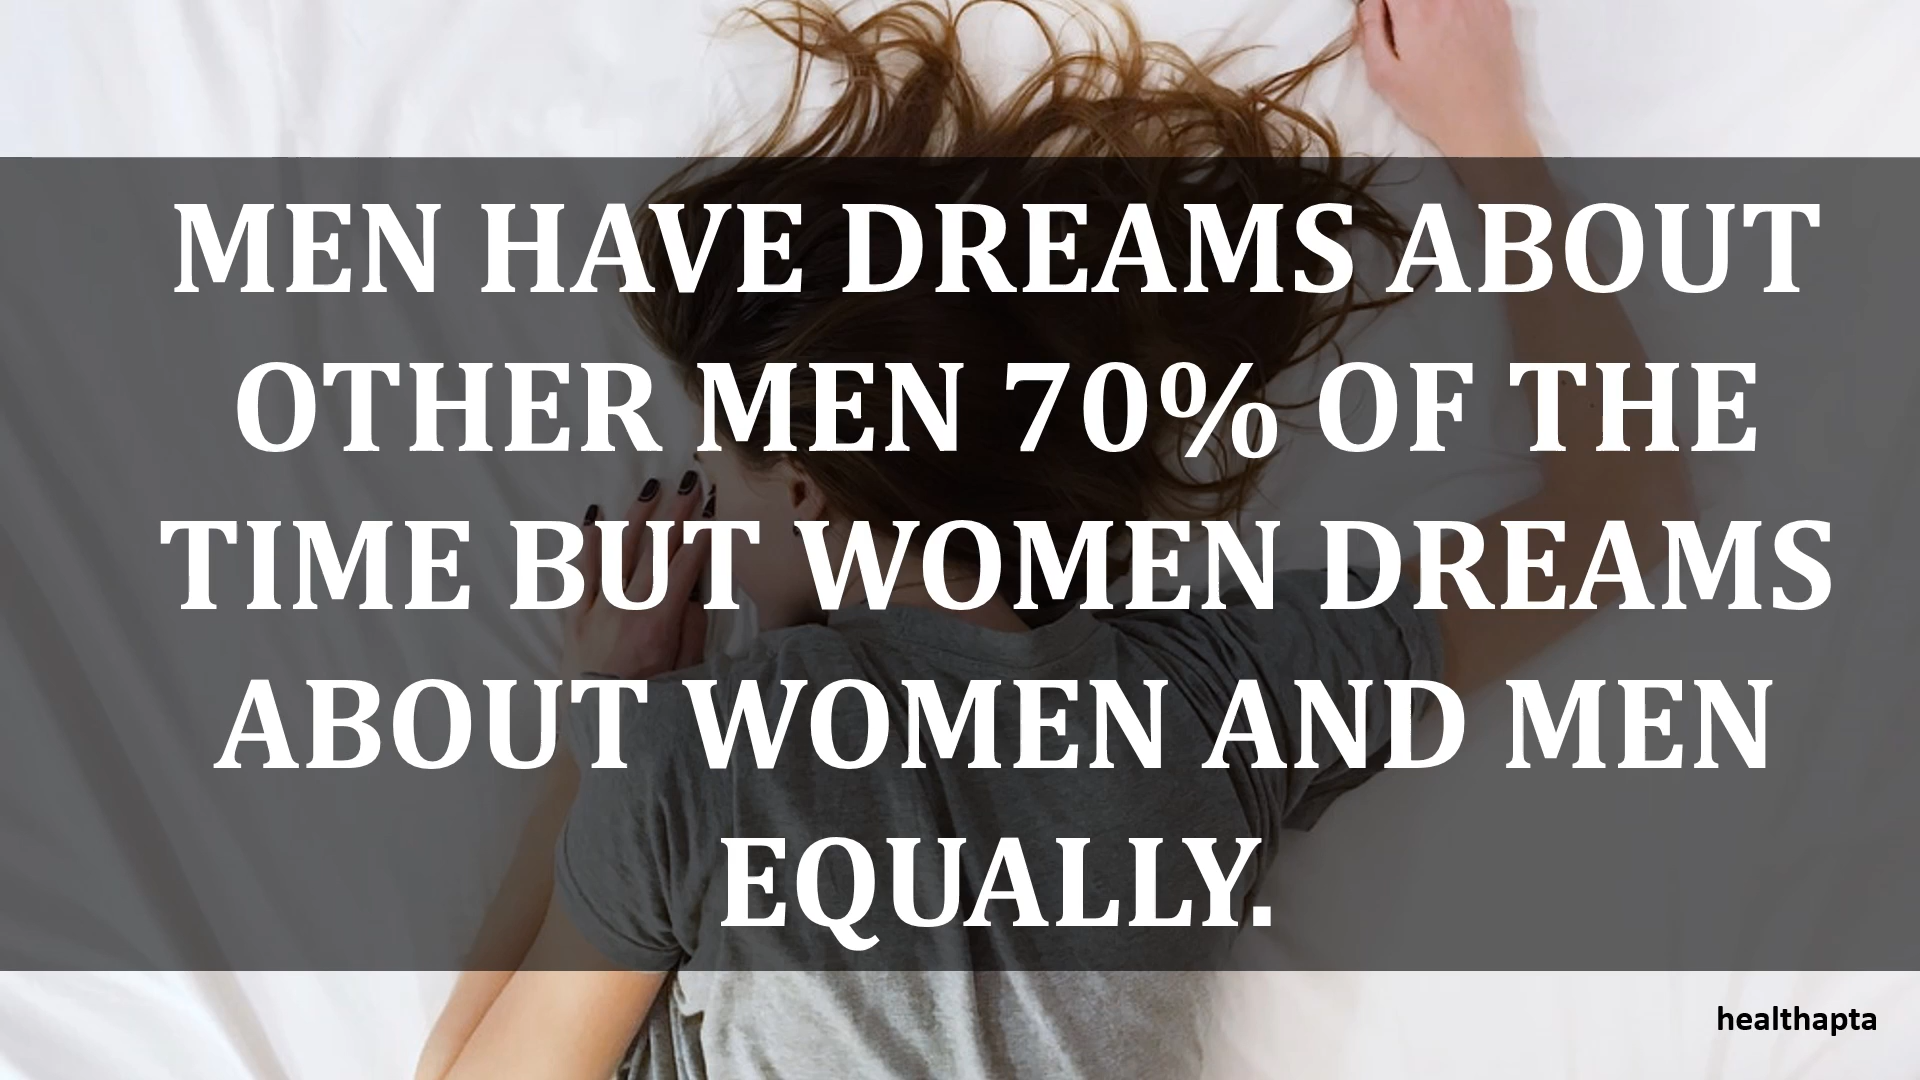 MEN HAVE DREAMS ABOUT
OTHER MEN 70% OF THE
TIME BUT WOMEN DREAMS
ABOUT WOMEN AND MEN
EQUALLY.
healthapta